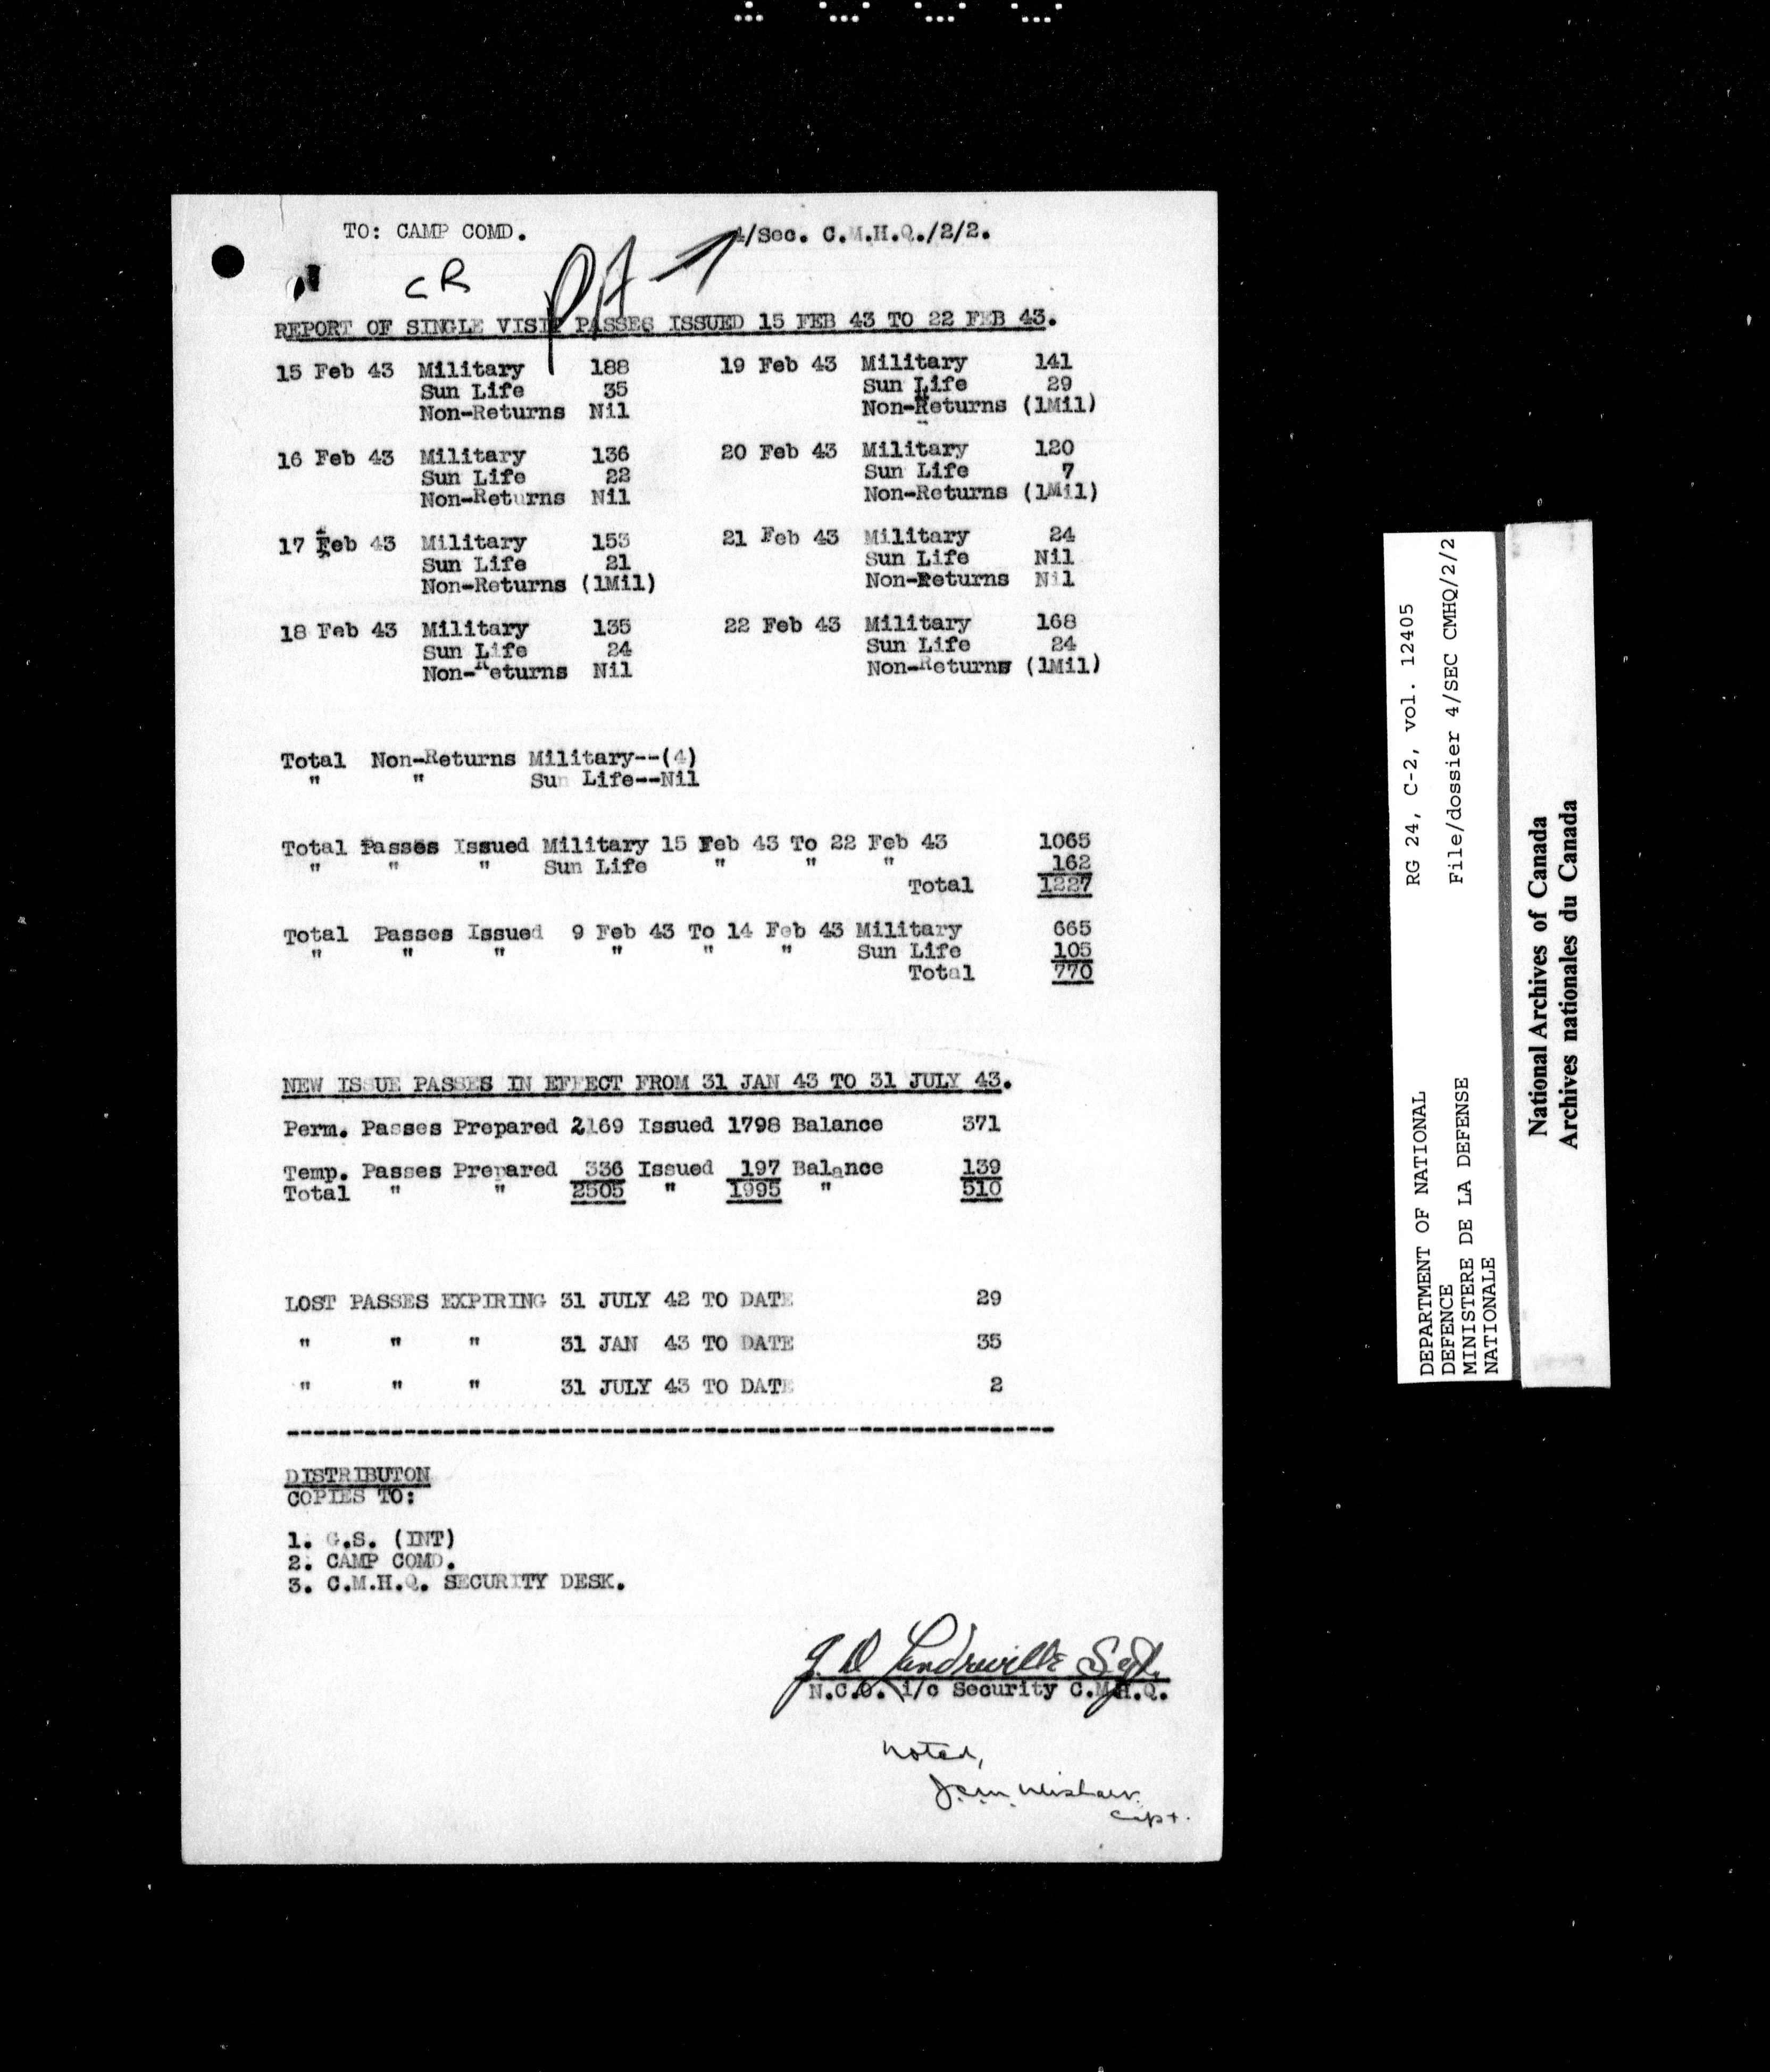 TO: CAMP COMD. 4/Sec. C.M.H.Q./2/2.
CR PA
REPORT OF SINGLE VISIT PASSES ISSUED 15 FEB 43 TO 22 FEB 43.
15 Feb 43 Military 188 19 Feb 43 Military 141
Sun Life 35 Sun Life 29
Non-Returns Nil Non-Returns (1Mil)
16 Feb 43 Military 136 20 Feb 43 Military 120
Sun Life 22 Sun Life 7
Non-Returns Nil Non-Returns (1Mil)
17 Feb 43 Military 153 21 Feb 43 Military 24
Sun Life 21 Sun Life Nil
Non-Returns (1Mil) Non-Returns Nil
18 Feb 43 Military 135 22 Feb 43 Military 168
Sun Life 24 Sun Life 24
Non-Returns Nil Non-Returns (1Mil)
Total Non-Returns Military--(4)
" " Sun Life--Nil
Total Passes Issued Military 15 Feb 43 To 22 Feb 43 1065
" " " Sun Life " " " 162
Total 1227
Total Passes Issued 9 Feb 43 To 14 Feb 43 Military 665
" " " " " " Sun Life 105
Total 770
NEW ISSUE PASSES IN EFFECT FROM 31 JAN 43 TO 31 JULY 43.
Perm. Passes Prepared 2169 Issued 1798 Balance 371
Temp. Passes Prepared 336 Issued 197 Balance 139
Total " " 2505 " 1995 " 510
LOST PASSES EXPIRING 31 JULY 42 TO DATE 29
" " " 31 JAN 43 TO DATE 35
" " " 31 JULY 43 TO DATE 2
DISTRIBUTON
COPIES TO:
1. G.S. (INT)
2. CAMP COMD.
3. C.M.H.Q. SECURITY DESK.
J. D Landreville Sgt.
N.C.O. i/c Security C.M.H.Q.
Noted,
Capt.
DEPARTMENT OF NATIONAL RG 24, C-2, vol. 12405
DEFENCE File/dossier 4/SEC CMHQ/2/2
MINISTERE DE LA DEFENSE
NATIONALE
National Archives of Canada
Archives nationales du Canada